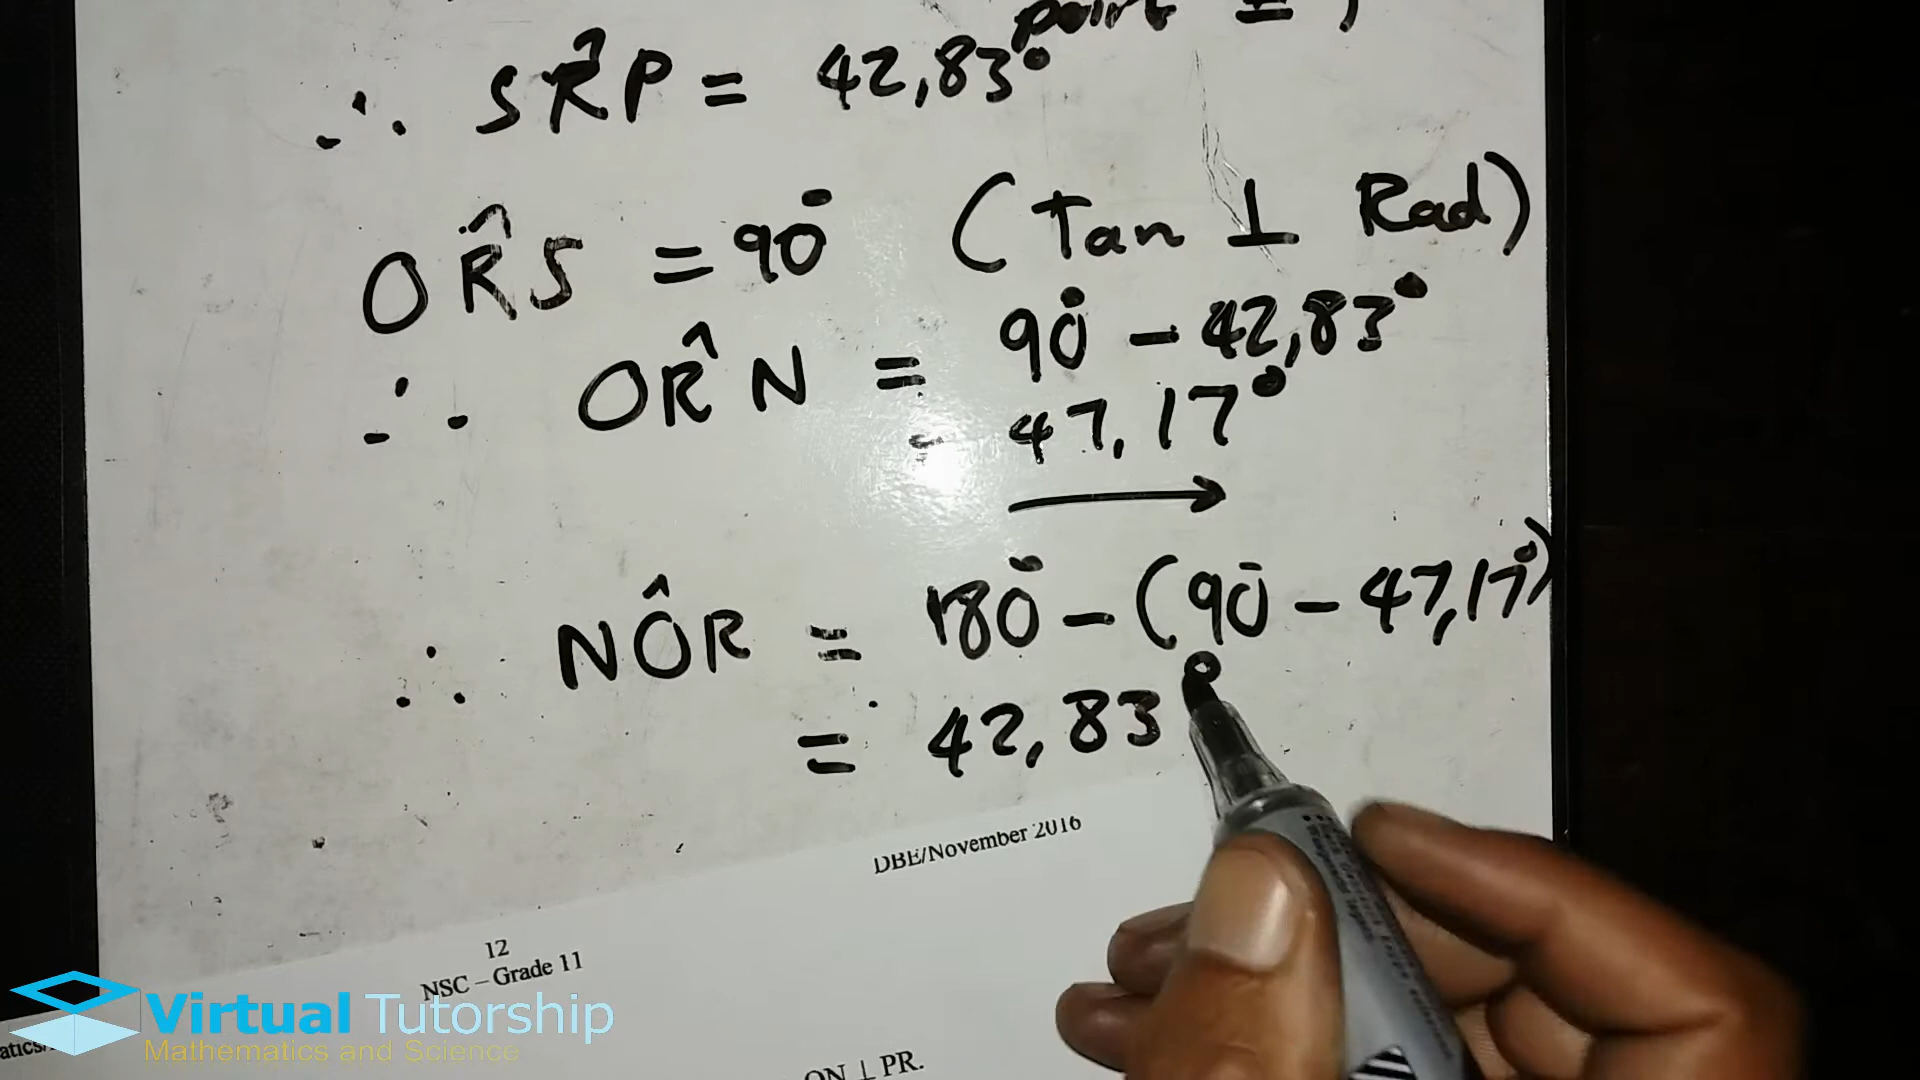 point I )
∴ SR̂P = 42,83°
OR̂S = 90° (Tan ⊥ Rad)
∴ OR̂N = 90° - 42,83°
= 47,17°
∴ NÔR = 180° - (90° - 47,17°)
= 42,83°
DBE/November 2016
12
NSC – Grade 11
Virtual Tutorship
Mathematics and Science
ON ⊥ PR.